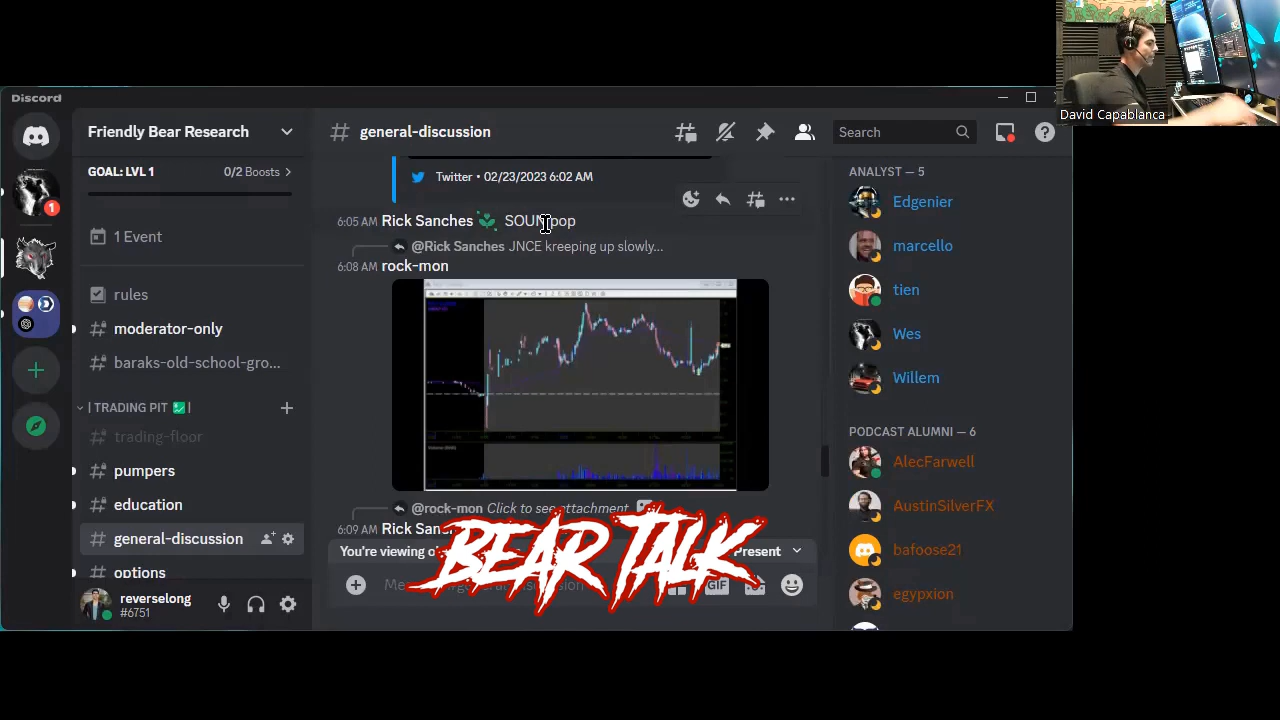 David Capablanca
Discord
Friendly Bear Research
general-discussion
Search
GOAL: LVL 1
0/2 Boosts
1 Event
rules
moderator-only
baraks-old-school-gro...
| TRADING PIT
trading-floor
pumpers
education
general-discussion
options
reverselong
#6751
1
Twitter • 02/23/2023 6:02 AM
6:05 AM Rick Sanches SOUN pop
@Rick Sanches JNCE kreeping up slowly...
6:08 AM rock-mon
@rock-mon Click to see attachment
6:09 AM Rick San
You're viewing
Present
GIF
BEAR TALK
ANALYST — 5
Edgenier
marcello
tien
Wes
Willem
PODCAST ALUMNI — 6
AlecFarwell
AustinSilverFX
bafoose21
egypxion